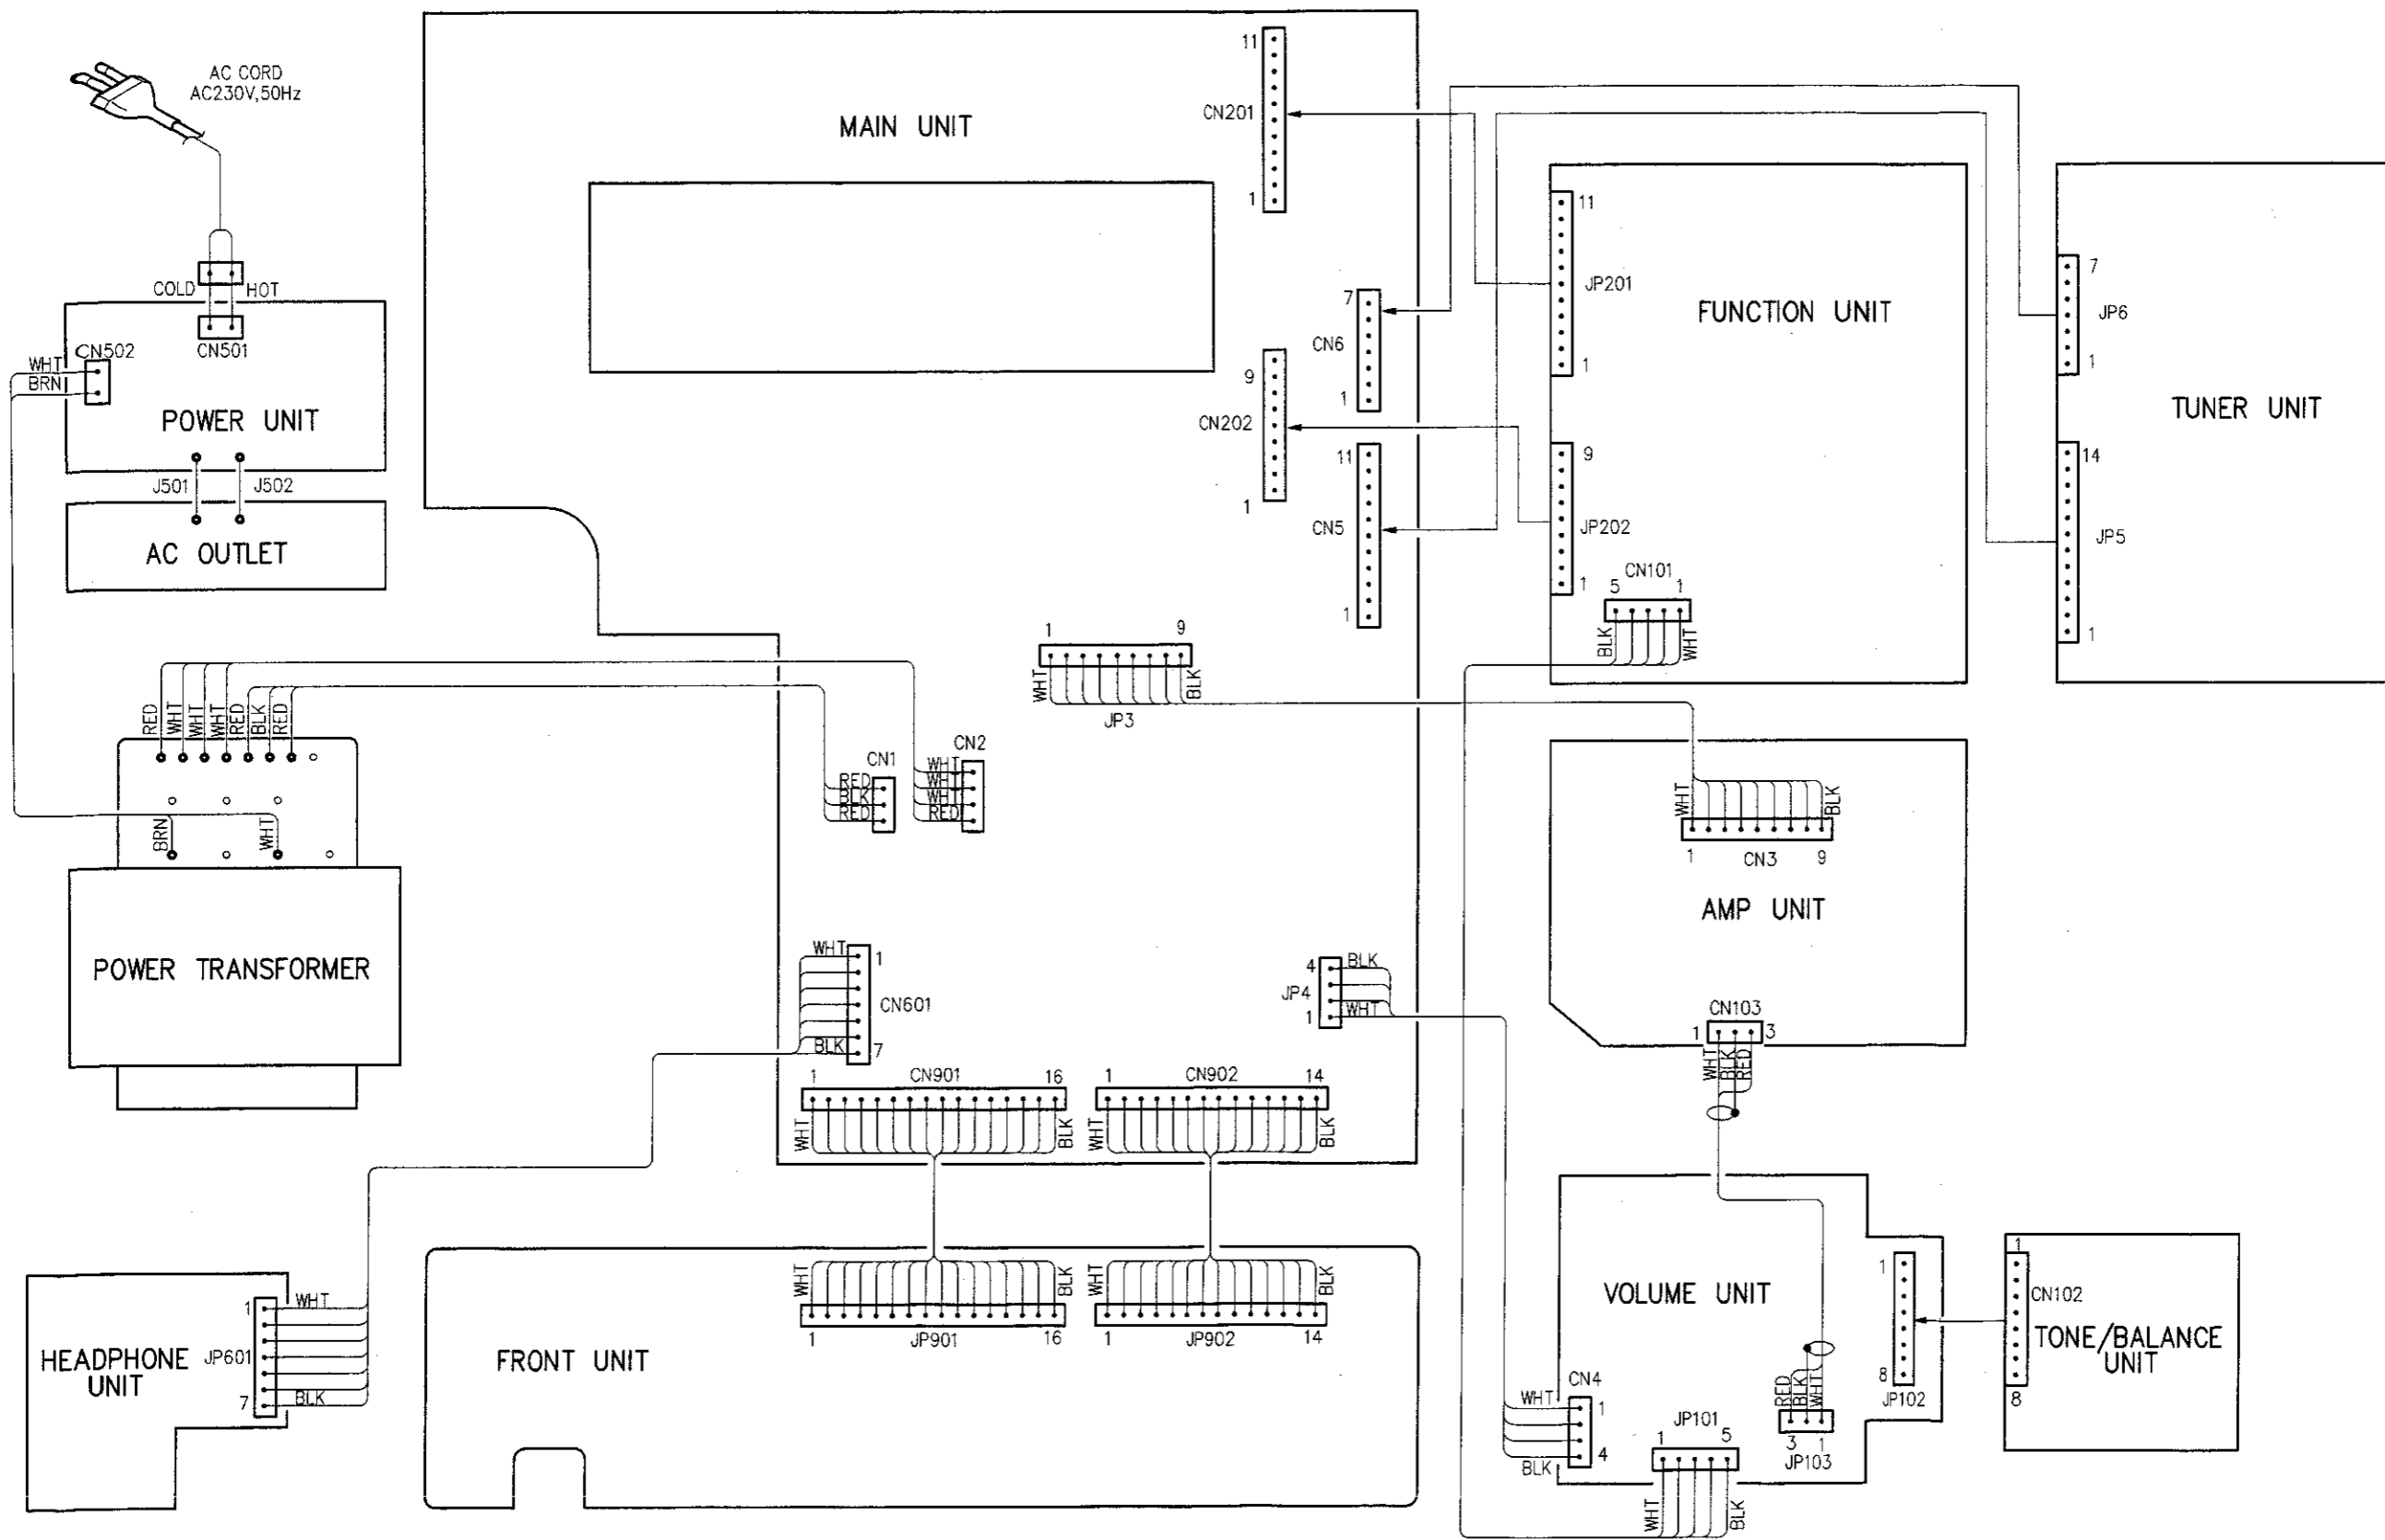 AC CORD
AC230V,50Hz
COLD
HOT
CN501
CN502
WHT
BRN
POWER UNIT
J501
J502
AC OUTLET
RED
WHT
WHT
WHT
RED
BLK
RED
BRN
WHT
POWER TRANSFORMER
MAIN UNIT
11
CN201
1
7
CN6
1
9
CN202
1
11
CN5
1
1
9
WHT
BLK
JP3
CN1
RED
BLK
RED
CN2
WHT
WHT
WHT
RED
WHT
1
CN601
BLK
7
4
BLK
JP4
1
WHT
1
CN901
16
WHT
BLK
1
CN902
14
WHT
BLK
FUNCTION UNIT
11
JP201
1
9
JP202
1
CN101
5
1
BLK
WHT
TUNER UNIT
7
JP6
1
14
JP5
1
WHT
BLK
1
CN3
9
AMP UNIT
CN103
1
3
WHT
BLK
RED
HEADPHONE
UNIT
1
WHT
JP601
7
BLK
FRONT UNIT
WHT
BLK
1
JP901
16
WHT
BLK
1
JP902
14
VOLUME UNIT
1
8
JP102
RED
BLK
WHT
3
1
JP103
CN4
WHT
1
4
BLK
JP101
1
5
WHT
BLK
1
CN102
TONE/BALANCE
UNIT
8